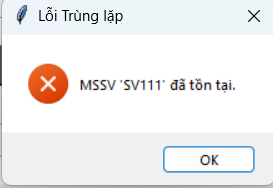 Lỗi Trùng lặp
MSSV 'SV111' đã tồn tại.
OK